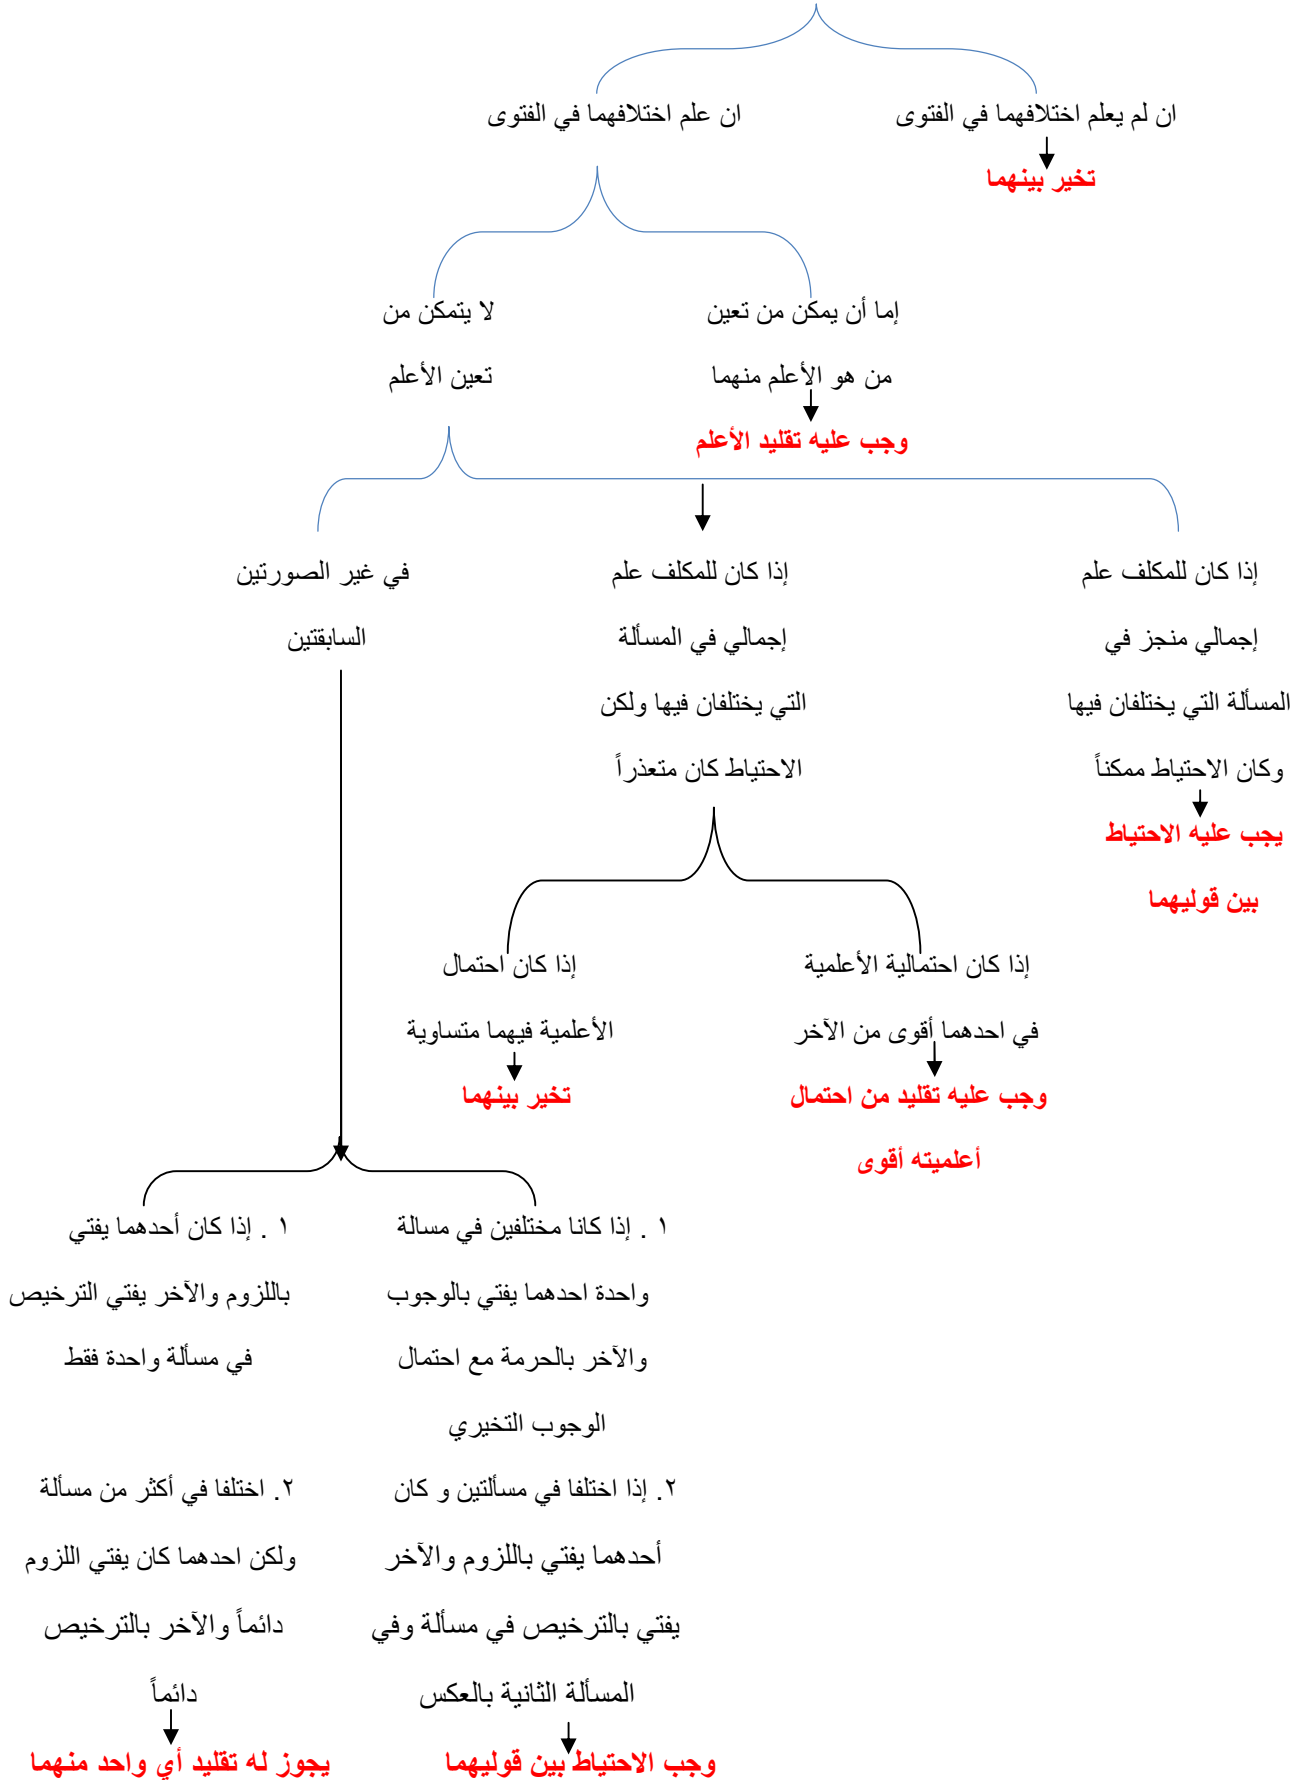 ان لم يعلم اختلافهما في الفتوى
تخير بينهما
ان علم اختلافهما في الفتوى
إما أن يمكن من تعين
من هو الأعلم منهما
وجب عليه تقليد الأعلم
لا يتمكن من
تعين الأعلم
إذا كان للمكلف علم
إجمالي منجز في
المسألة التي يختلفان فيها
وكان الاحتياط ممكناً
يجب عليه الاحتياط
بين قوليهما
إذا كان للمكلف علم
إجمالي في المسألة
التي يختلفان فيها ولكن
الاحتياط كان متعذراً
إذا كان احتمالية الأعلمية
في احدهما أقوى من الآخر
وجب عليه تقليد من احتمال
أعلميته أقوى
إذا كان احتمال
الأعلمية فيهما متساوية
تخير بينهما
في غير الصورتين
السابقتين
١ . إذا كانا مختلفين في مسالة
واحدة احدهما يفتي بالوجوب
والآخر بالحرمة مع احتمال
الوجوب التخيري
٢. إذا اختلفا في مسألتين و كان
أحدهما يفتي باللزوم والآخر
يفتي بالترخيص في مسألة وفي
المسألة الثانية بالعكس
وجب الاحتياط بين قوليهما
١ . إذا كان أحدهما يفتي
باللزوم والآخر يفتي الترخيص
في مسألة واحدة فقط
٢. اختلفا في أكثر من مسألة
ولكن احدهما كان يفتي اللزوم
دائماً والآخر بالترخيص
دائماً
يجوز له تقليد أي واحد منهما